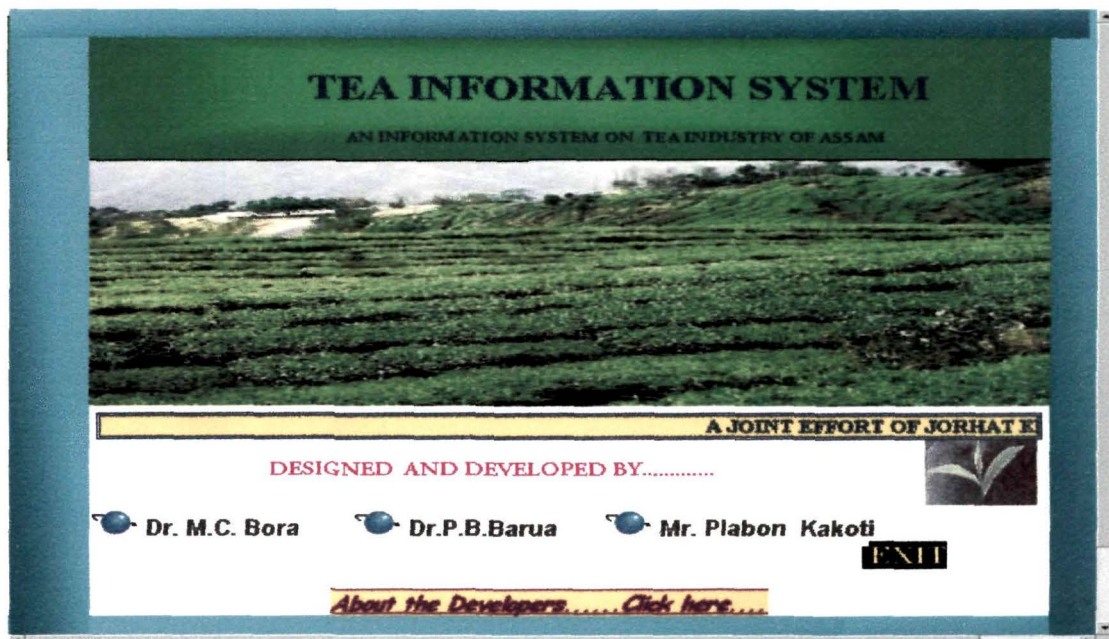 TEA INFORMATION SYSTEM
AN INFORMATION SYSTEM ON TEA INDUSTRY OF ASSAM
A JOINT EFFORT OF JORHAT E
DESIGNED AND DEVELOPED BY.............
Dr. M.C. Bora Dr.P.B.Barua Mr. Plabon Kakoti
EXIT
About the Developers......Click here....